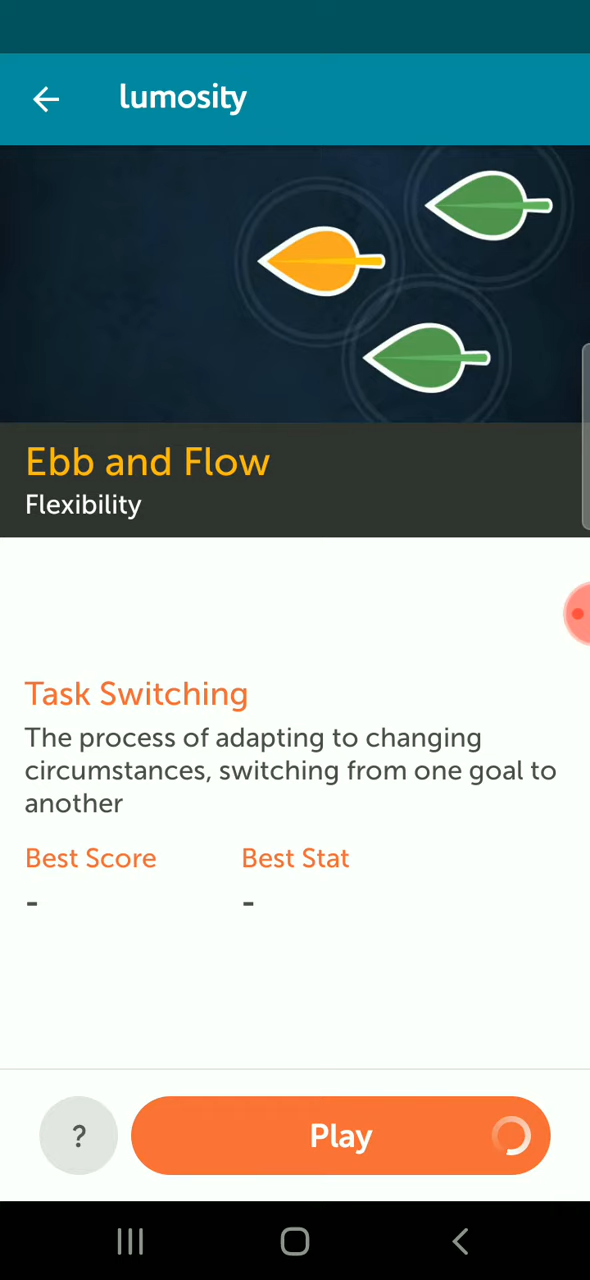 lumosity
Ebb and Flow
Flexibility
Task Switching
The process of adapting to changing
circumstances, switching from one goal to
another
Best Score Best Stat
- -
? Play